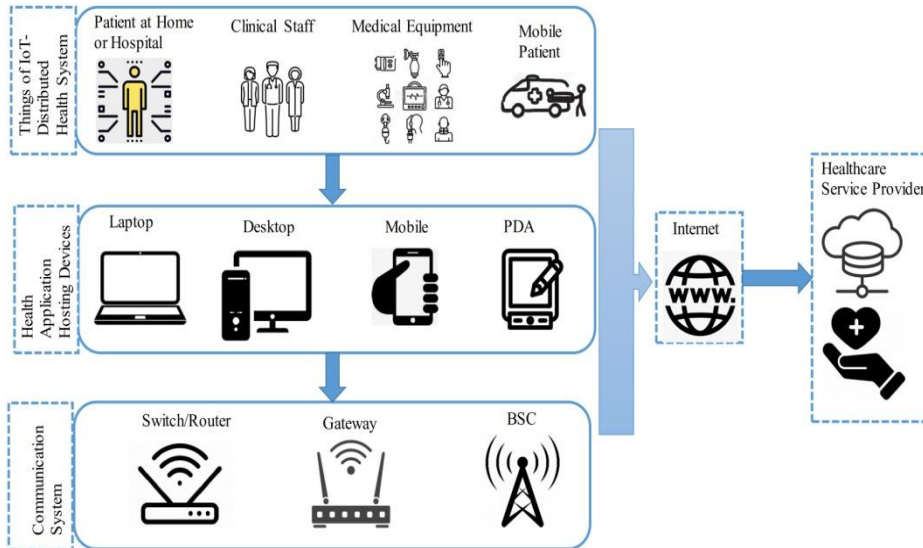 Things of IoT-
Distributed
Health System
Patient at Home
or Hospital
Clinical Staff
Medical Equipment
Mobile
Patient
Health
Application
Hosting Devices
Laptop
Desktop
Mobile
PDA
Communication
System
Switch/Router
Gateway
BSC
Internet
www.
Healthcare
Service Provider